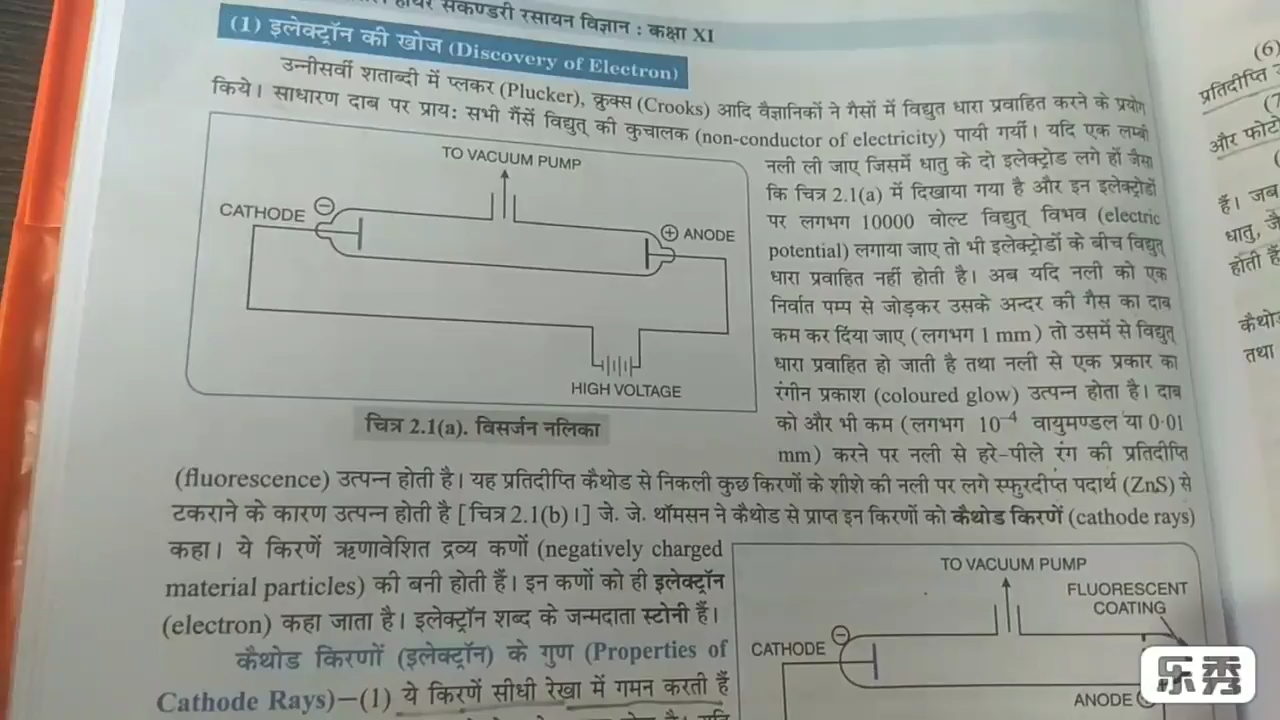 सकण्डरी रसायन विज्ञान : कक्षा XI
(1) इलेक्ट्रॉन की खोज (Discovery of Electron)
उन्नीसवीं शताब्दी में प्लकर (Plucker), क्रुक्स (Crooks) आदि वैज्ञानिकों ने गैसों में विद्युत धारा प्रवाहित करने के प्रयोग
किये। साधारण दाब पर प्राय: सभी गैंसें विद्युत् की कुचालक (non-conductor of electricity) पायी गयीं। यदि एक लम्बी
नली ली जाए जिसमें धातु के दो इलेक्ट्रोड लगे हों जैसा
कि चित्र 2.1(a) में दिखाया गया है और इन इलेक्ट्रोडों
पर लगभग 10000 वोल्ट विद्युत् विभव (electric
potential) लगाया जाए तो भी इलेक्टोडों के बीच विद्युत्
धारा प्रवाहित नहीं होती है। अब यदि नली को एक
निर्वात पम्प से जोड़कर उसके अन्दर की गैस का दाब
कम कर दिया जाए (लगभग 1 mm) तो उसमें से विद्युत्
धारा प्रवाहित हो जाती है तथा नली से एक प्रकार का
रंगीन प्रकाश (coloured glow) उत्पन्न होता है। दाब
को और भी कम (लगभग 10⁻⁴ वायुमण्डल या 0·01
mm) करने पर नली से हरे-पीले रंग की प्रतिदीप्ति
TO VACUUM PUMP
CATHODE
⊖
⊕ ANODE
HIGH VOLTAGE
चित्र 2.1(a). विसर्जन नलिका
(fluorescence) उत्पन्न होती है। यह प्रतिदीप्ति कैथोड से निकली कुछ किरणों के शीशे की नली पर लगे स्फुरदीप्त पदार्थ (ZnS) से
टकराने के कारण उत्पन्न होती है [चित्र 2.1(b)।] जे. जे. थॉमसन ने कैथोड से प्राप्त इन किरणों को कैथोड किरणें (cathode rays)
कहा। ये किरणें ऋणावेशित द्रव्य कणों (negatively charged
material particles) की बनी होती हैं। इन कणों को ही इलेक्ट्रॉन
(electron) कहा जाता है। इलेक्ट्रॉन शब्द के जन्मदाता स्टोनी हैं।
कैथोड किरणों (इलेक्ट्रॉन) के गुण (Properties of
Cathode Rays)—(1) ये किरणें सीधी रेखा में गमन करती हैं
TO VACUUM PUMP
FLUORESCENT
COATING
CATHODE
⊖
ANODE
(6)
प्रतिदीप्ति
(7
और फोटो
हैं। जब
धातु, जै
होती हैं
कैथोड
तथा
乐秀